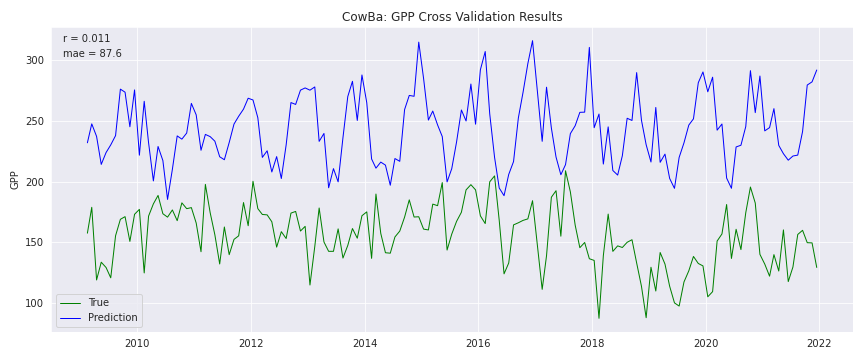 CowBa: GPP Cross Validation Results
r = 0.011
mae = 87.6
300
250
200
150
100
GPP
True
Prediction
2010
2012
2014
2016
2018
2020
2022